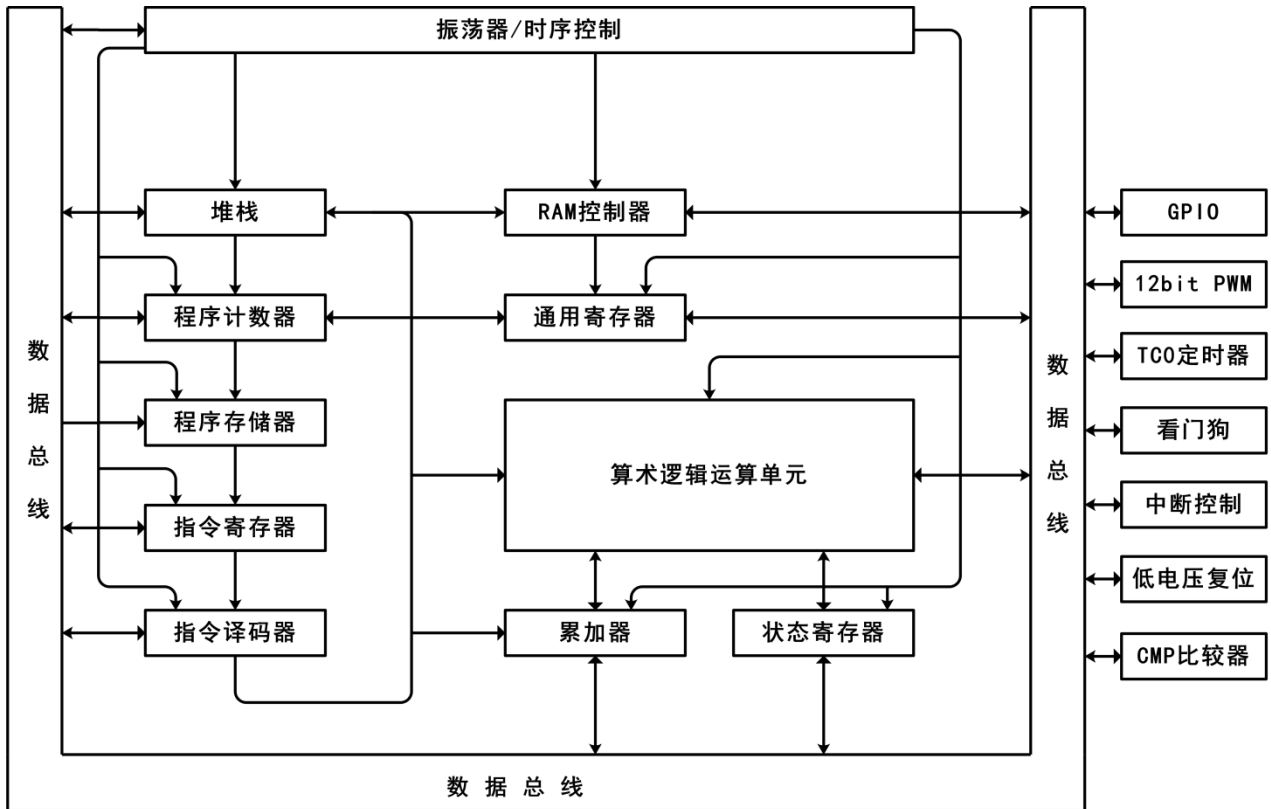 振荡器/时序控制
堆栈
RAM控制器
程序计数器
通用寄存器
程序存储器
算术逻辑运算单元
指令寄存器
指令译码器
累加器
状态寄存器
数据总线
数据总线
数据总线
GPIO
12bit PWM
TC0定时器
看门狗
中断控制
低电压复位
CMP比较器